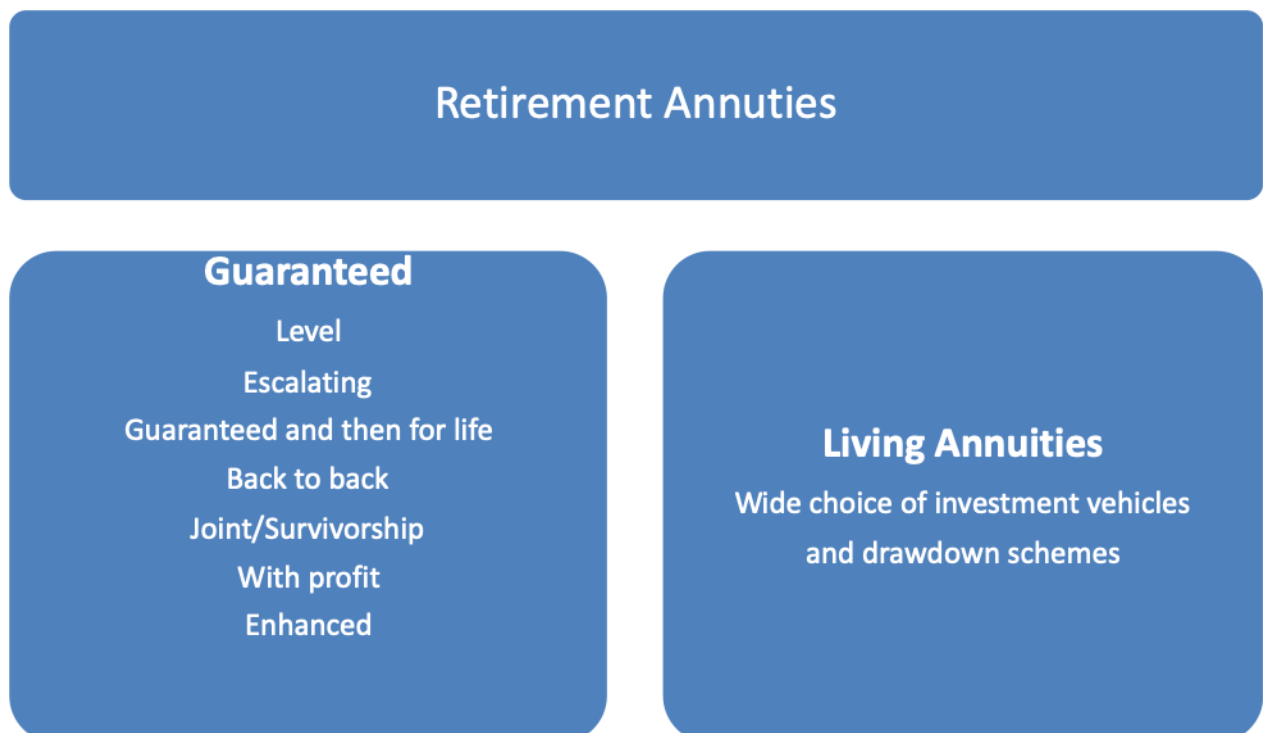 Retirement Annuties
Guaranteed
Level
Escalating
Guaranteed and then for life
Back to back
Joint/Survivorship
With profit
Enhanced
Living Annuities
Wide choice of investment vehicles
and drawdown schemes